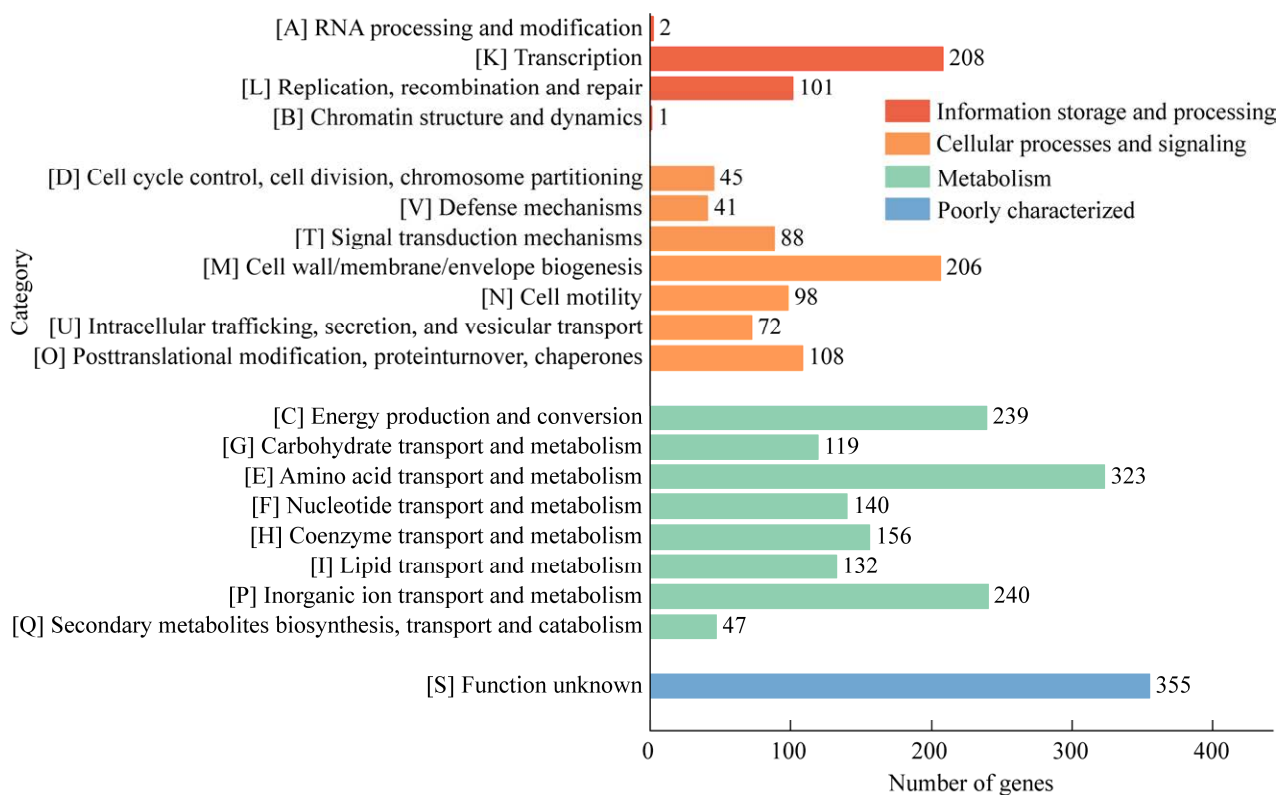 [A] RNA processing and modification 2
[K] Transcription 208
[L] Replication, recombination and repair 101
[B] Chromatin structure and dynamics 1
Information storage and processing
Cellular processes and signaling
Metabolism
Poorly characterized
Category
[D] Cell cycle control, cell division, chromosome partitioning 45
[V] Defense mechanisms 41
[T] Signal transduction mechanisms 88
[M] Cell wall/membrane/envelope biogenesis 206
[N] Cell motility 98
[U] Intracellular trafficking, secretion, and vesicular transport 72
[O] Posttranslational modification, proteinturnover, chaperones 108
[C] Energy production and conversion 239
[G] Carbohydrate transport and metabolism 119
[E] Amino acid transport and metabolism 323
[F] Nucleotide transport and metabolism 140
[H] Coenzyme transport and metabolism 156
[I] Lipid transport and metabolism 132
[P] Inorganic ion transport and metabolism 240
[Q] Secondary metabolites biosynthesis, transport and catabolism 47
[S] Function unknown 355
0 100 200 300 400
Number of genes